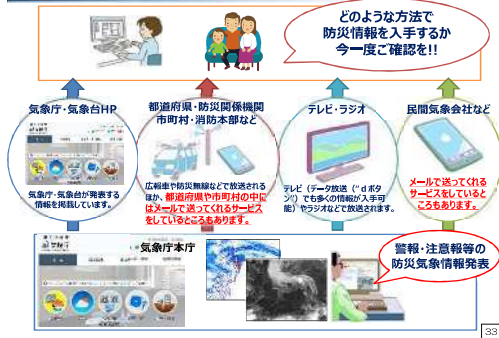 どのような方法で
防災情報を入手するか
今一度ご確認を!!
気象庁・気象台HP
気象庁・気象台が発表する
情報を掲載しています。
都道府県・防災関係機関
市町村・消防本部など
広報車や防災無線などで放送される
ほか、都道府県や市町村の中に
はメールで送ってくれるサービス
をしているところもあります。
テレビ・ラジオ
テレビ（データ放送（“ｄボタ
ン”）でも多くの情報が入手可
能）やラジオなどで放送されます。
民間気象会社など
メールで送ってくれる
サービスをしていると
ころもあります。
気象庁本庁
警報・注意報等の
防災気象情報発表
33